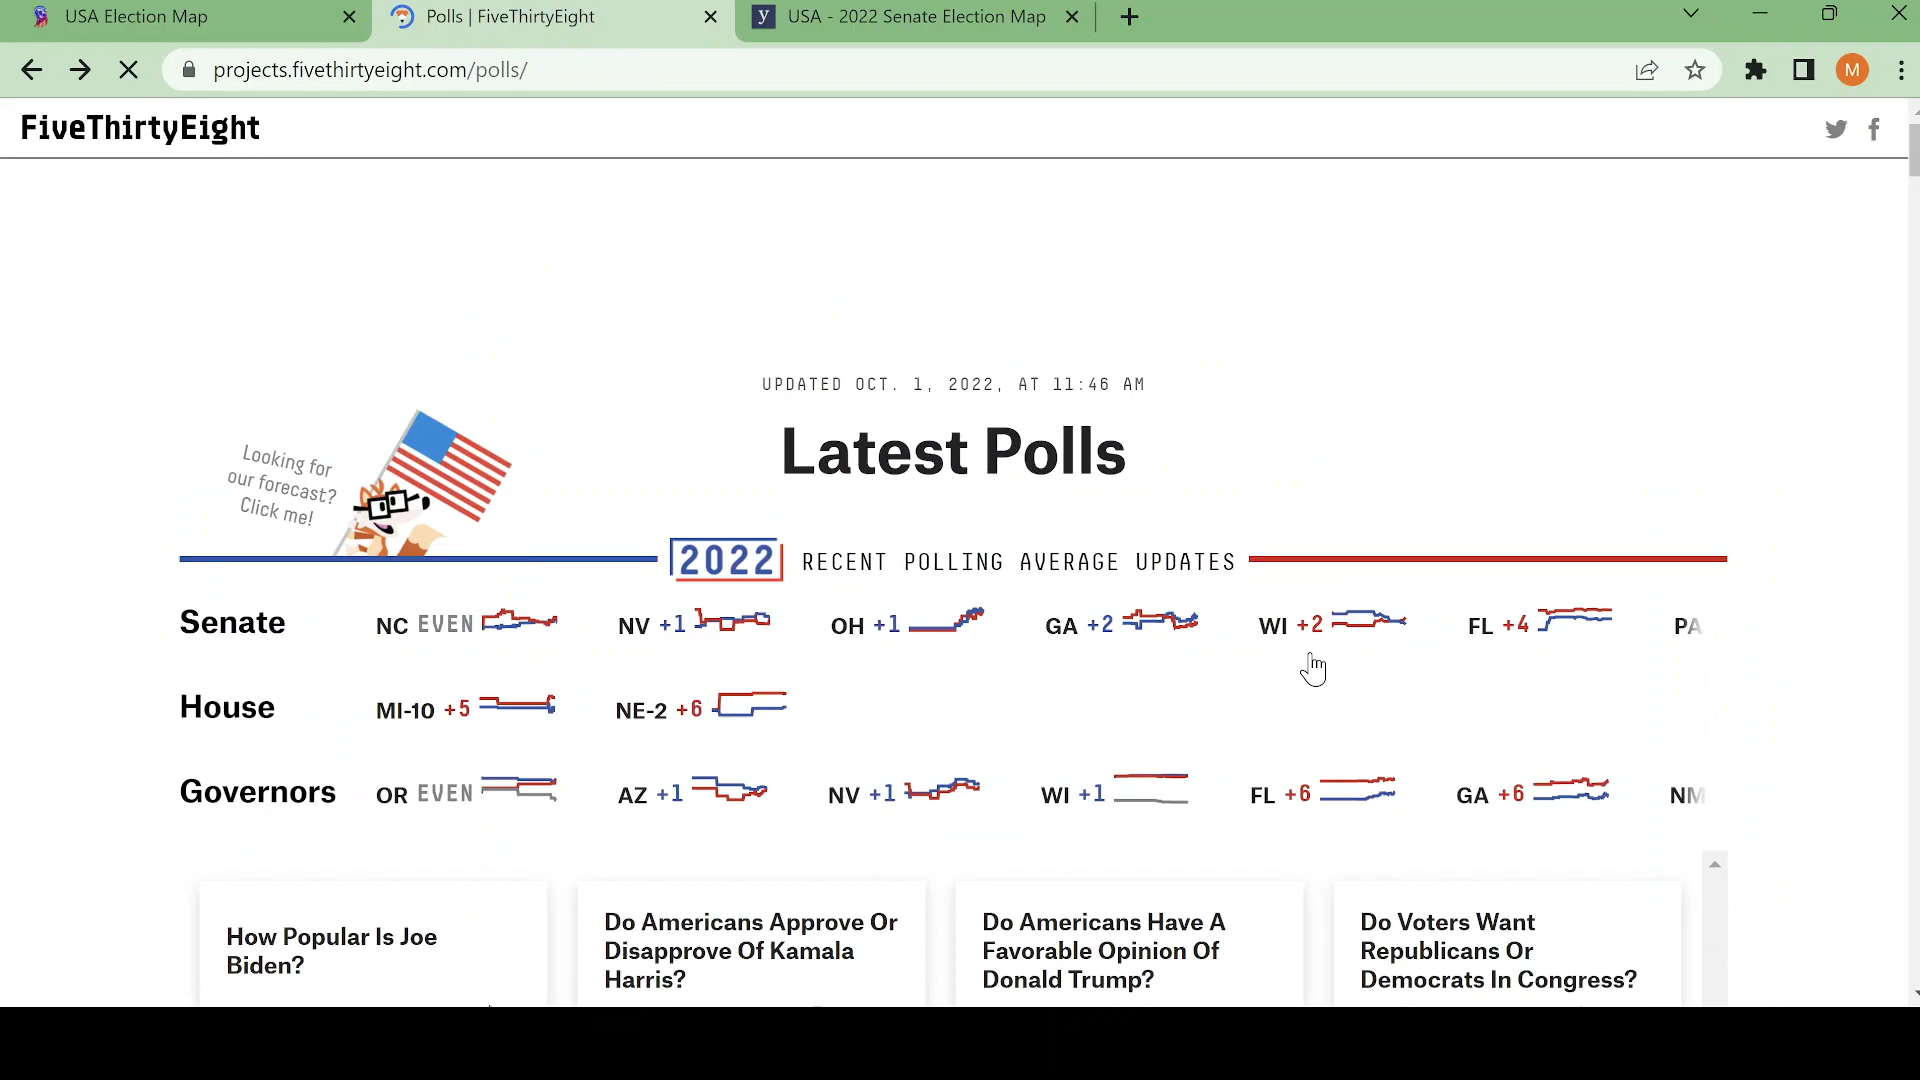 USA Election Map
Polls | FiveThirtyEight
y USA - 2022 Senate Election Map
projects.fivethirtyeight.com/polls/
M
FiveThirtyEight
UPDATED OCT. 1, 2022, AT 11:46 AM
Latest Polls
Looking for
our forecast?
Click me!
2022 RECENT POLLING AVERAGE UPDATES
Senate NC EVEN NV +1 OH +1 GA +2 WI +2 FL +4 PA
House MI-10 +5 NE-2 +6
Governors OR EVEN AZ +1 NV +1 WI +1 FL +6 GA +6 NM
How Popular Is Joe
Biden?
Do Americans Approve Or
Disapprove Of Kamala
Harris?
Do Americans Have A
Favorable Opinion Of
Donald Trump?
Do Voters Want
Republicans Or
Democrats In Congress?